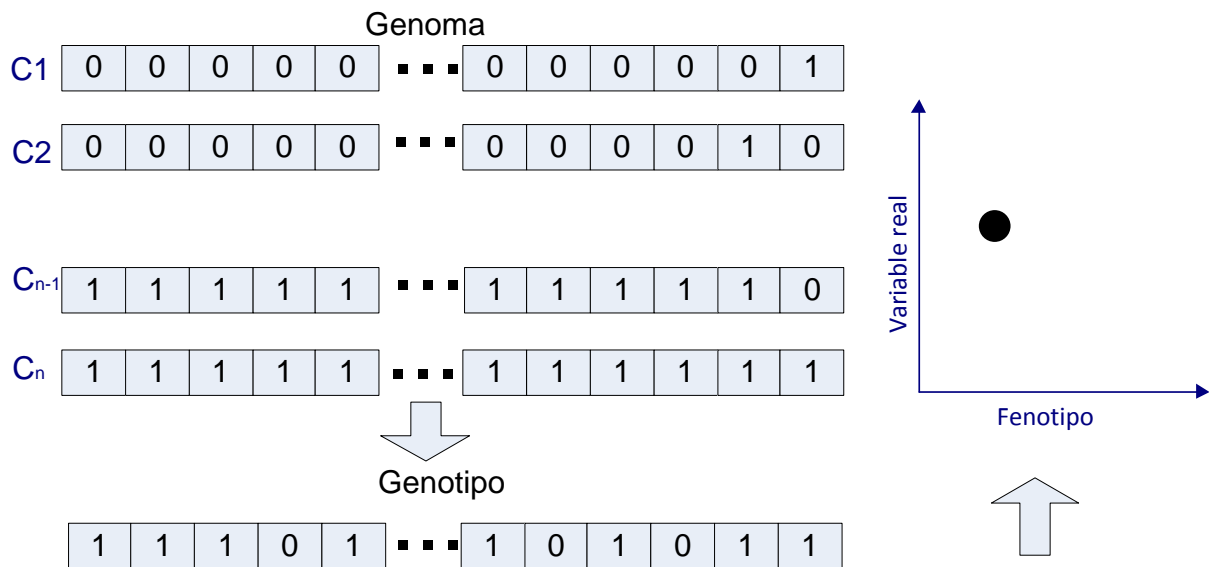 Genoma
C1 0 0 0 0 0 ... 0 0 0 0 0 1
C2 0 0 0 0 0 ... 0 0 0 0 1 0
Cn-1 1 1 1 1 1 ... 1 1 1 1 1 0
Cn 1 1 1 1 1 ... 1 1 1 1 1 1
Genotipo
1 1 1 0 1 ... 1 0 1 0 1 1
Variable real
Fenotipo